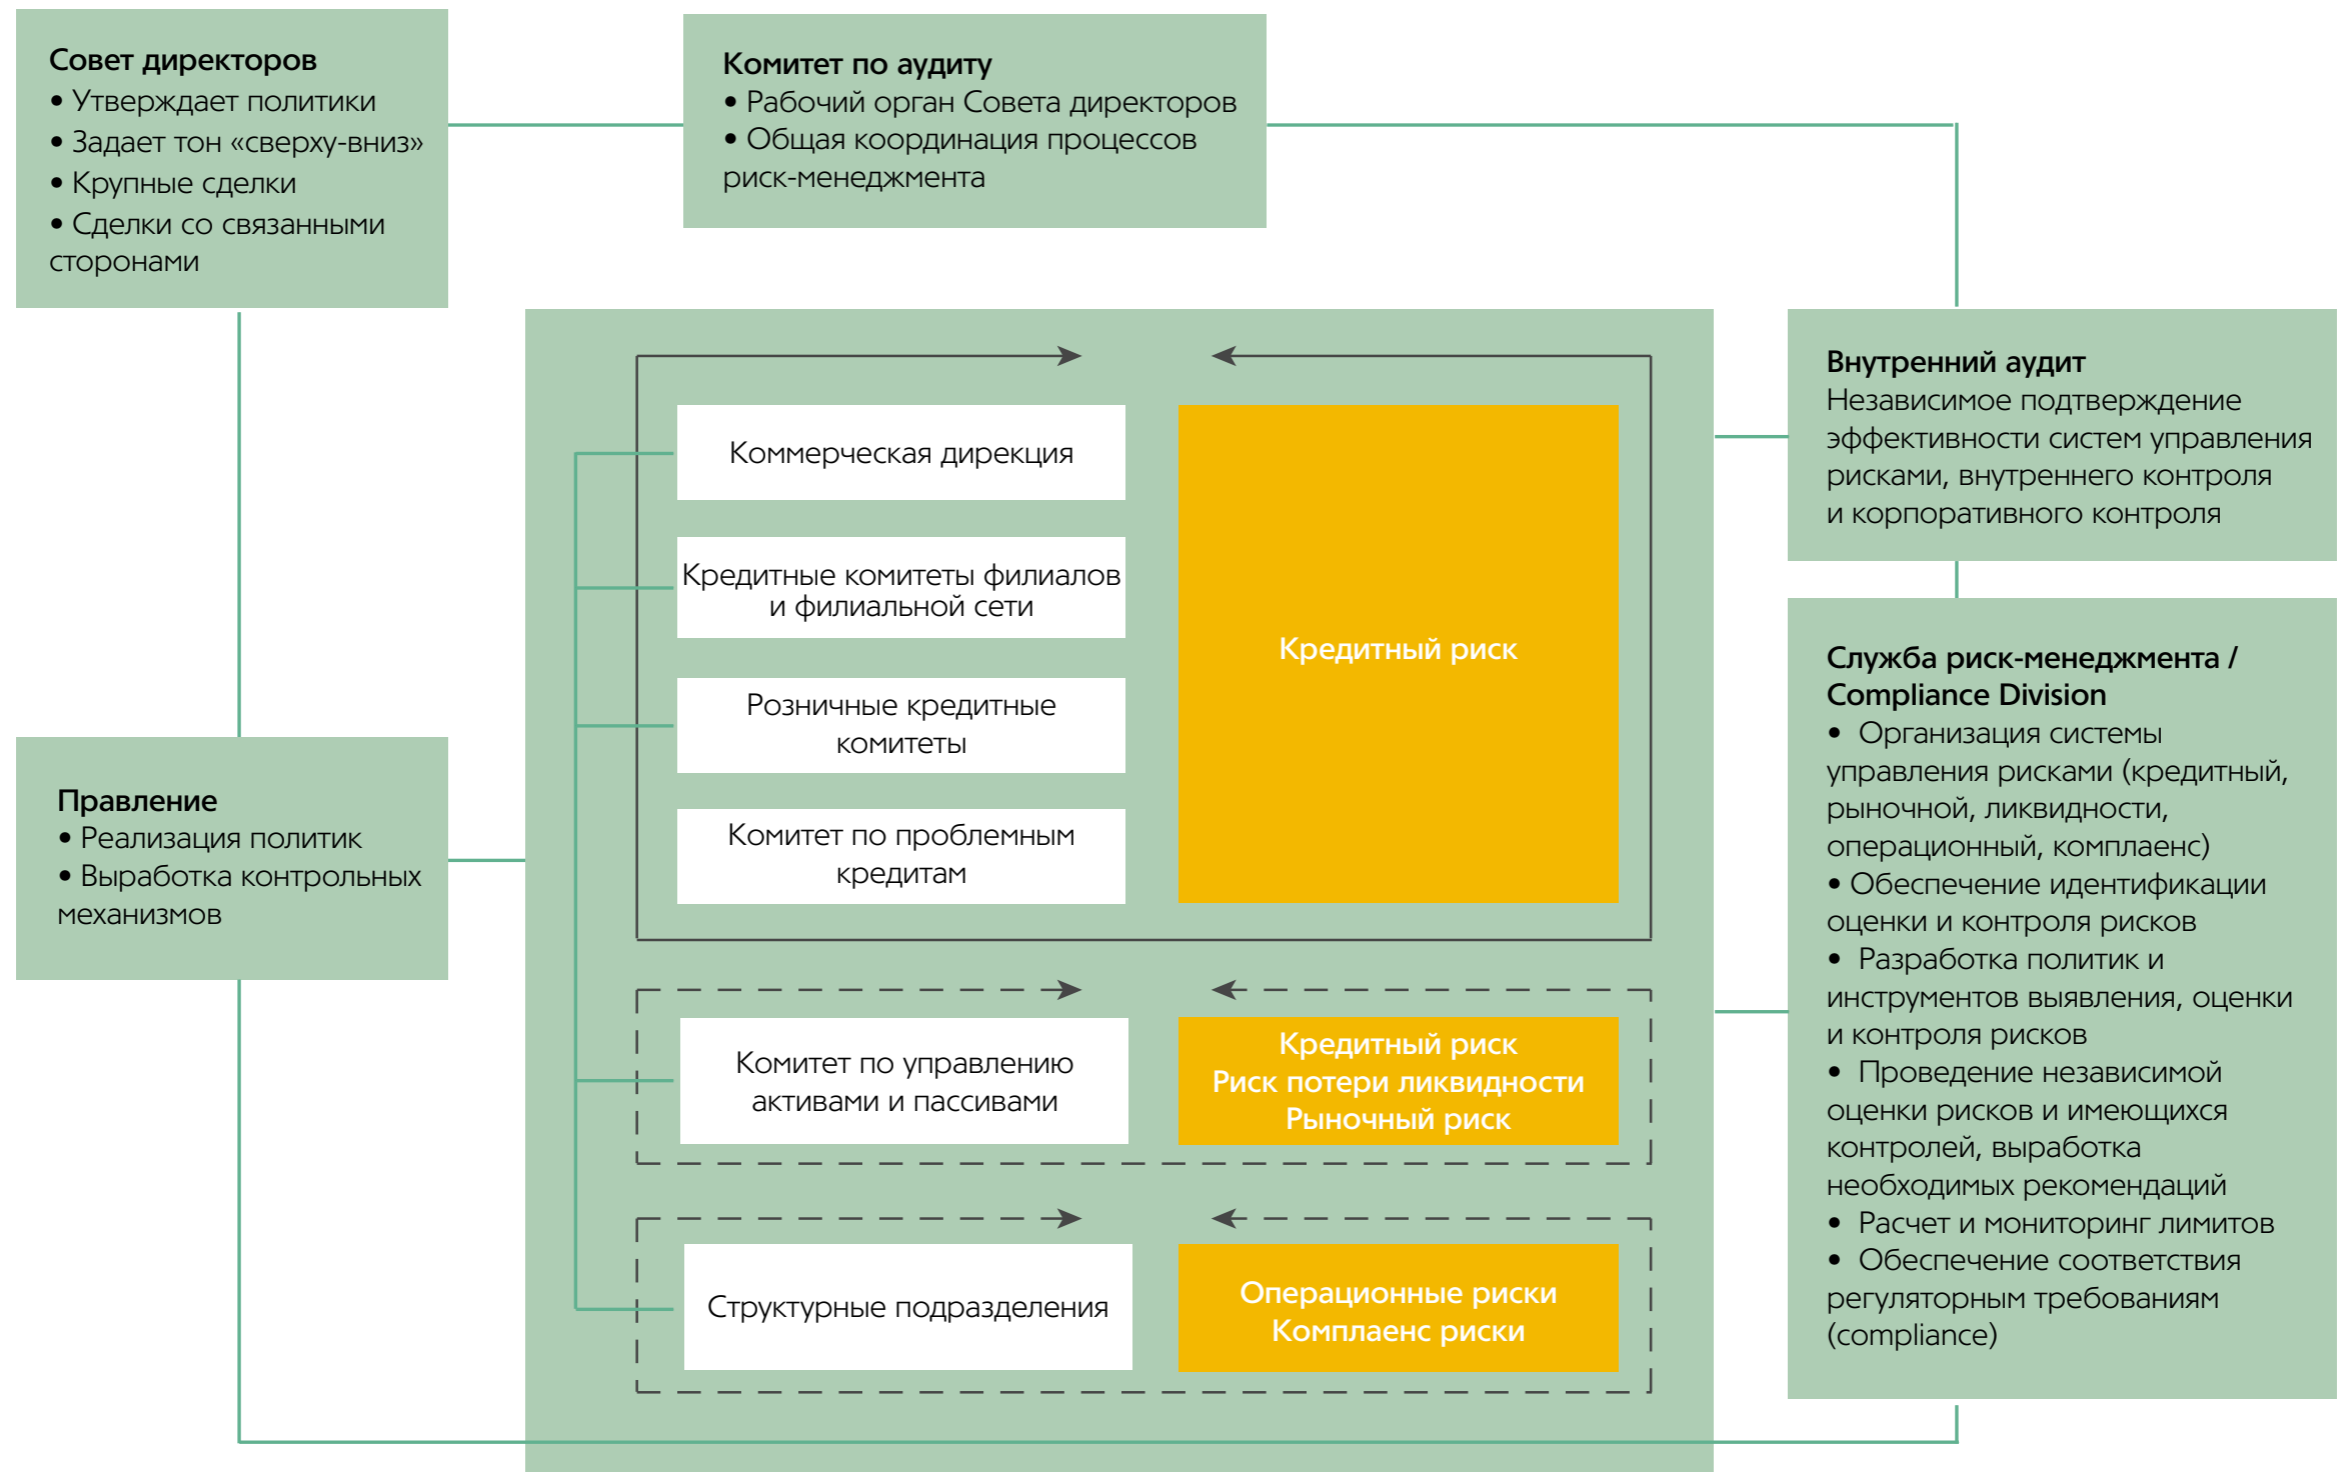 Совет директоров
• Утверждает политики
• Задает тон «сверху-вниз»
• Крупные сделки
• Сделки со связанными
сторонами
Комитет по аудиту
• Рабочий орган Совета директоров
• Общая координация процессов
риск-менеджмента
Коммерческая дирекция
Кредитные комитеты филиалов
и филиальной сети
Розничные кредитные
комитеты
Комитет по проблемным
кредитам
Кредитный риск
Внутренний аудит
Независимое подтверждение
эффективности систем управления
рисками, внутреннего контроля
и корпоративного контроля
Правление
• Реализация политик
• Выработка контрольных
механизмов
Комитет по управлению
активами и пассивами
Кредитный риск
Риск потери ликвидности
Рыночный риск
Структурные подразделения
Операционные риски
Комплаенс риски
Служба риск-менеджмента /
Compliance Division
• Организация системы
управления рисками (кредитный,
рыночной, ликвидности,
операционный, комплаенс)
• Обеспечение идентификации
оценки и контроля рисков
• Разработка политик и
инструментов выявления, оценки
и контроля рисков
• Проведение независимой
оценки рисков и имеющихся
контролей, выработка
необходимых рекомендаций
• Расчет и мониторинг лимитов
• Обеспечение соответствия
регуляторным требованиям
(compliance)